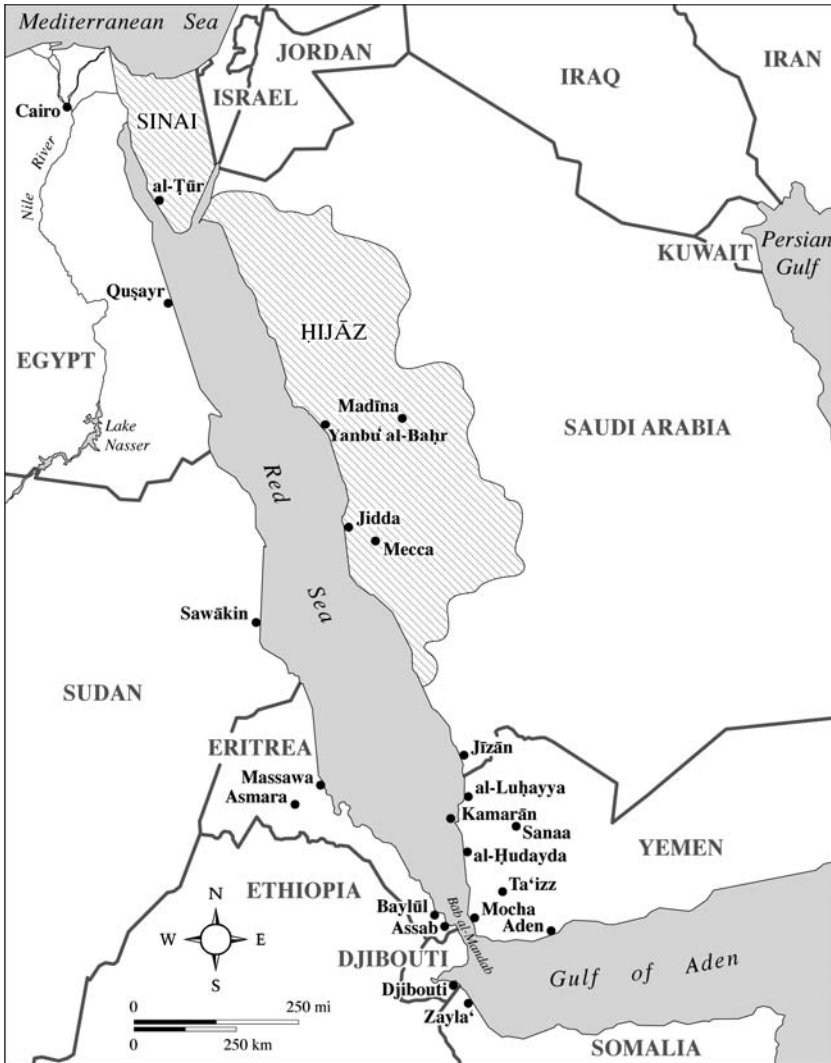 Mediterranean Sea
JORDAN
IRAQ
IRAN
ISRAEL
Cairo
SINAI
Nile River
al-Ṭūr
KUWAIT
Persian
Gulf
Quṣayr
ḤIJĀZ
EGYPT
Lake
Nasser
Madīna
Yanbuʿ al-Baḥr
SAUDI ARABIA
Red
Sea
Jidda
Mecca
Sawākin
SUDAN
ERITREA
Jīzān
Massawa
Asmara
al-Luḥayya
Kamarān
Sanaa
al-Ḥudayda
YEMEN
ETHIOPIA
Taʿizz
N
W
E
S
Baylūl
Assab
Bab al-Mandab
Mocha
Aden
DJIBOUTI
Gulf of Aden
Djibouti
Zaylaʿ
0 250 mi
0 250 km
SOMALIA